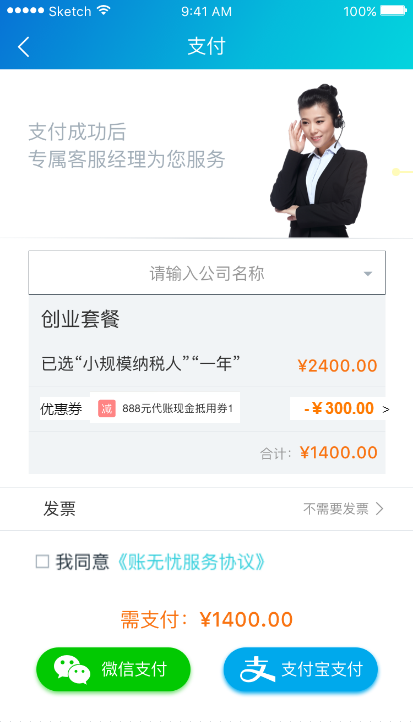 Sketch 9:41 AM 100%
支付
支付成功后
专属客服经理为您服务
请输入公司名称
创业套餐
已选“小规模纳税人”“一年” ¥2400.00
优惠券 减 888元代账现金抵用券1 -￥300.00 >
合计： ¥1400.00
发票 不需要发票
我同意《账无忧服务协议》
需支付：¥1400.00
微信支付 支付宝支付